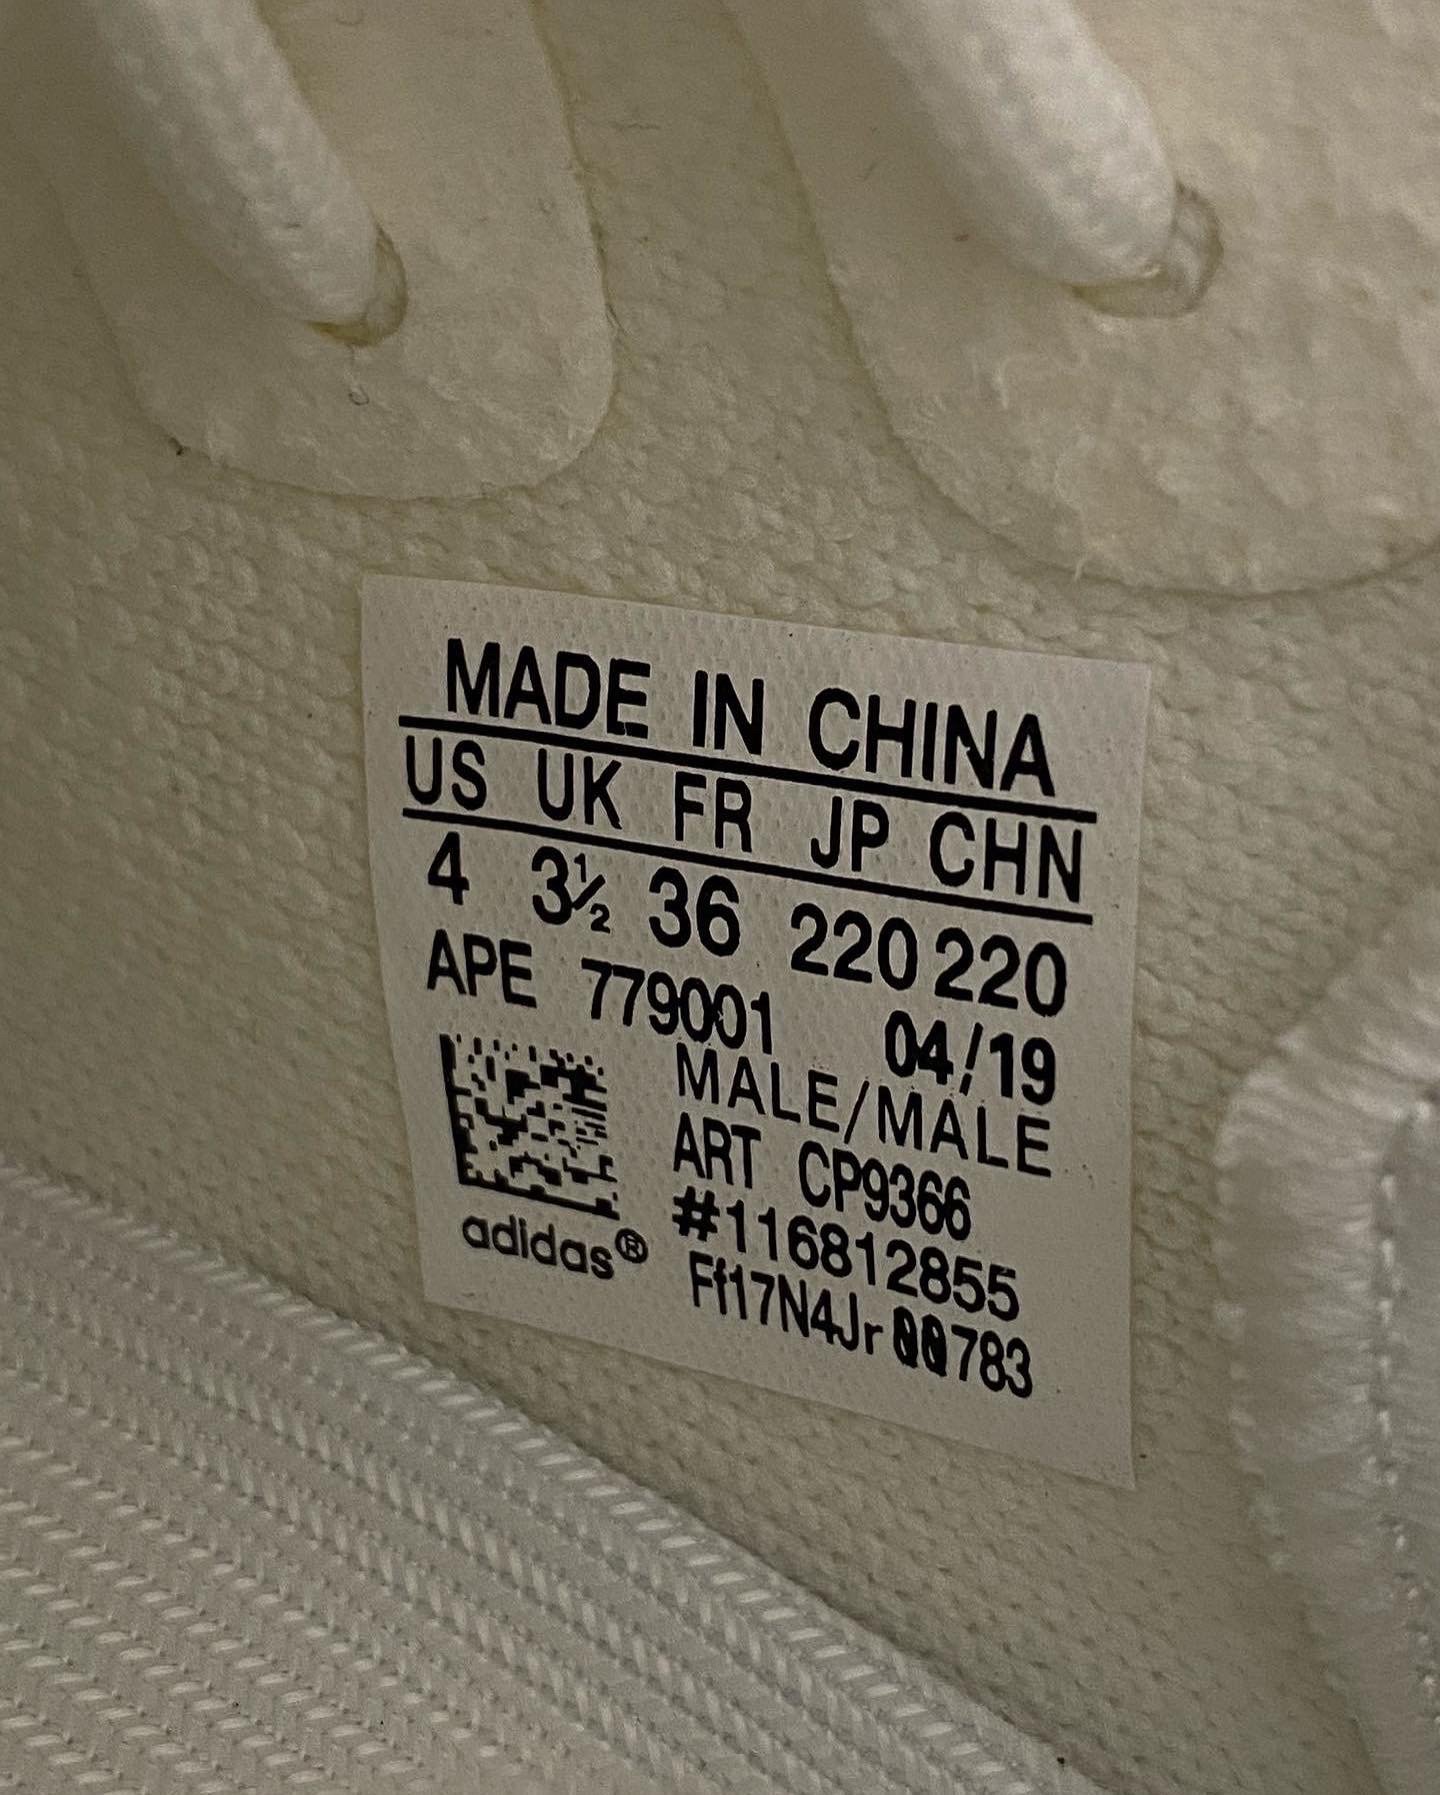 MADE IN CHINA
US UK FR JP CHN
4 3½ 36 220 220
APE 779001 04/19
MALE/MALE
ART CP9366
#116812855
Ff17N4Jr00783
adidas®